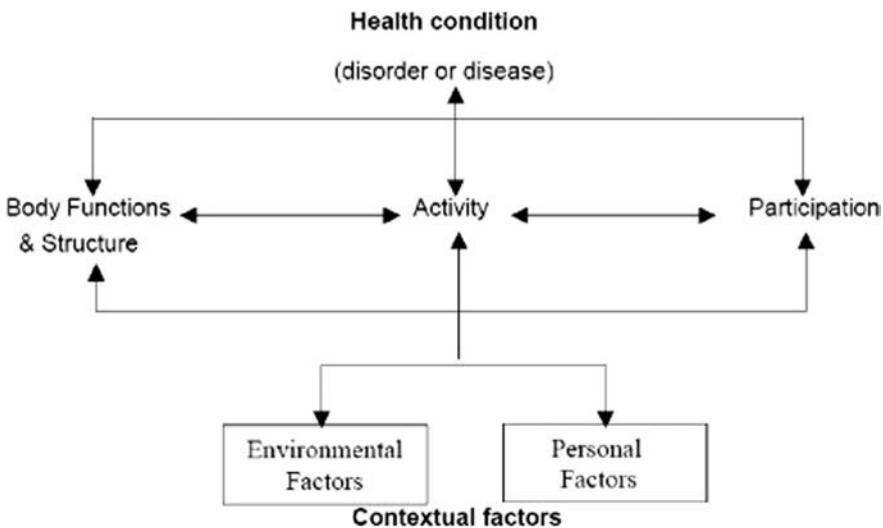 Health condition
(disorder or disease)
Body Functions
& Structure
Activity
Participation
Environmental
Factors
Personal
Factors
Contextual factors